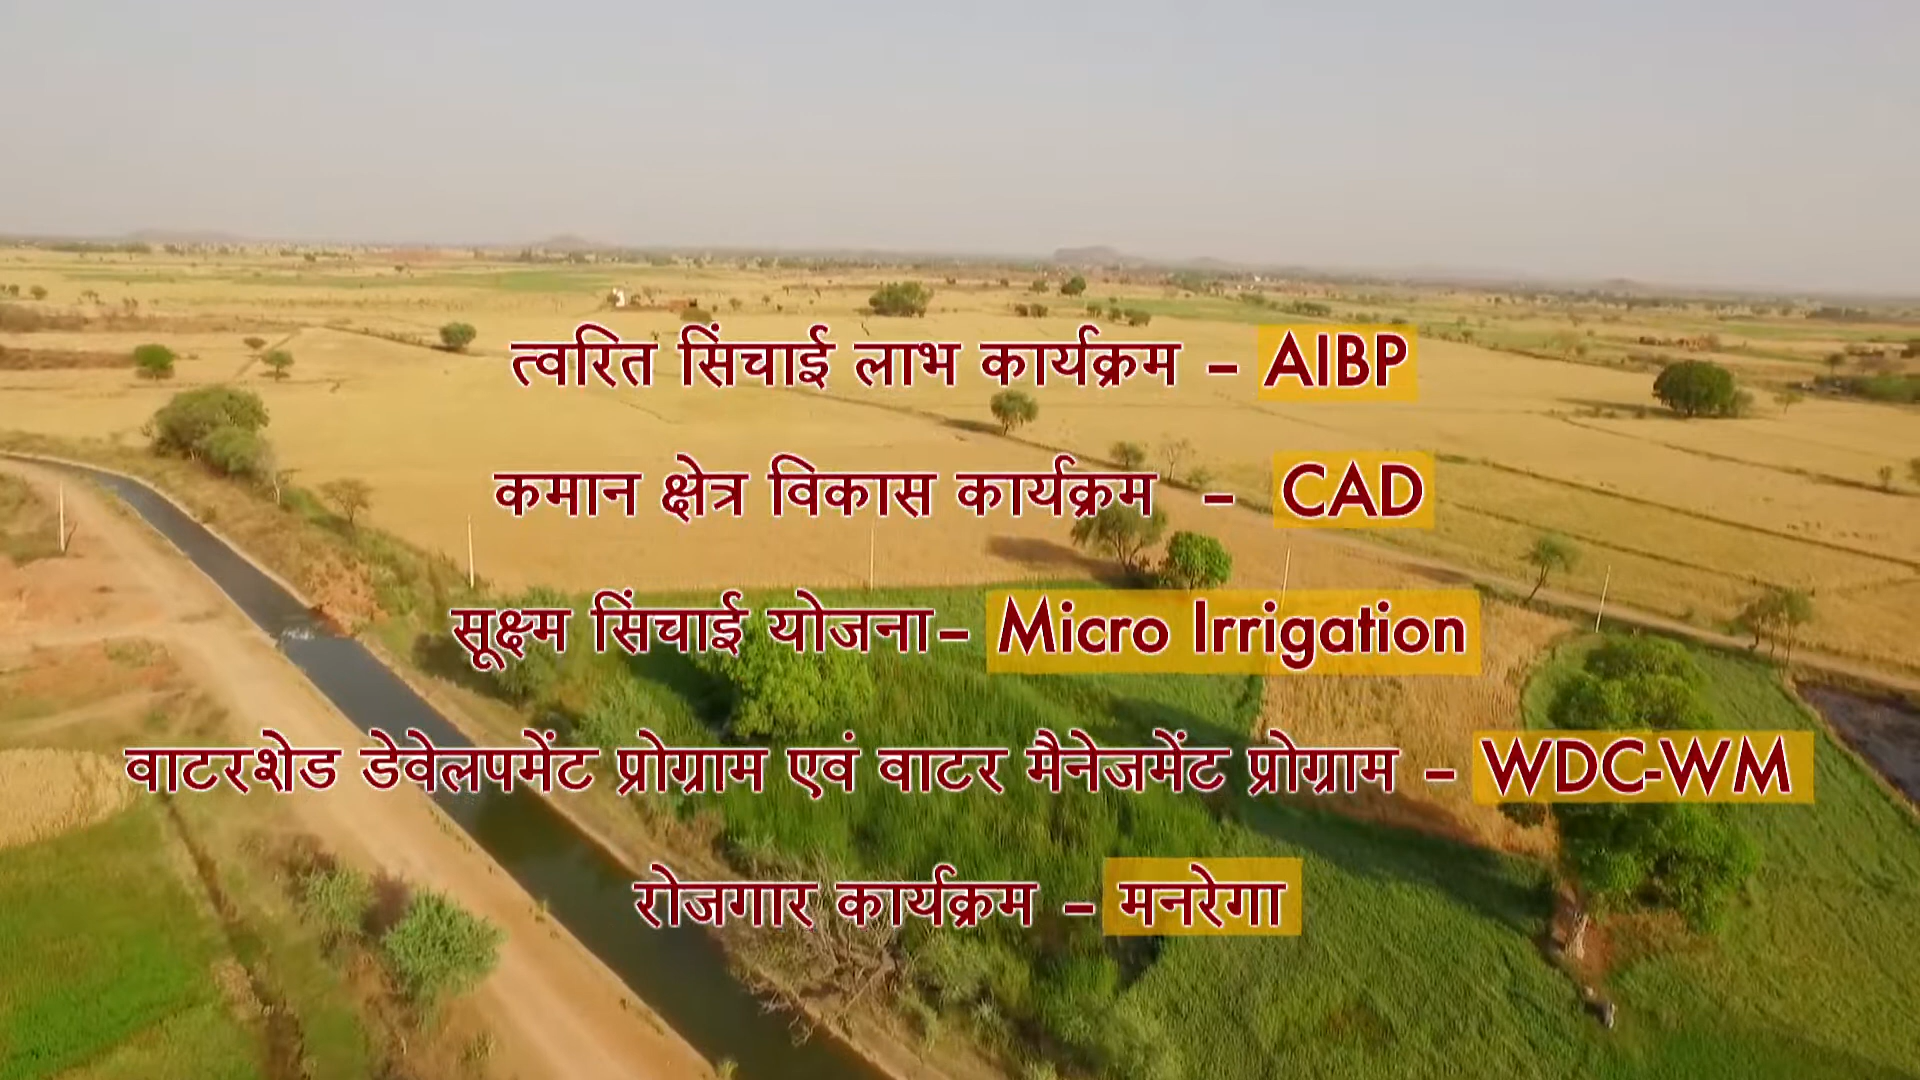 त्वरित सिंचाई लाभ कार्यक्रम – AIBP
कमान क्षेत्र विकास कार्यक्रम – CAD
सूक्ष्म सिंचाई योजना– Micro Irrigation
वाटरशेड डेवेलपमेंट प्रोग्राम एवं वाटर मैनेजमेंट प्रोग्राम – WDC-WM
रोजगार कार्यक्रम – मनरेगा